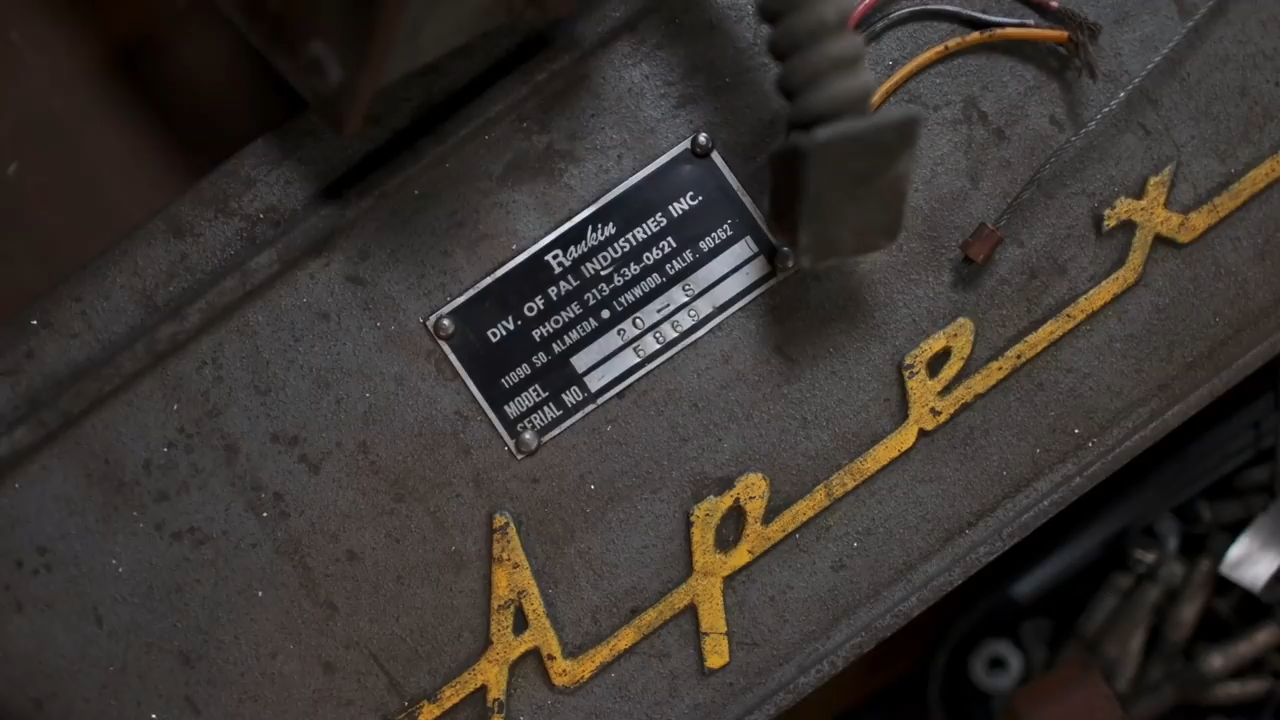 Rankin
DIV. OF PAL INDUSTRIES INC.
PHONE 213-636-0621
11090 SO. ALAMEDA • LYNWOOD, CALIF. 90262
MODEL 20 - S
SERIAL NO. 5869
Apex